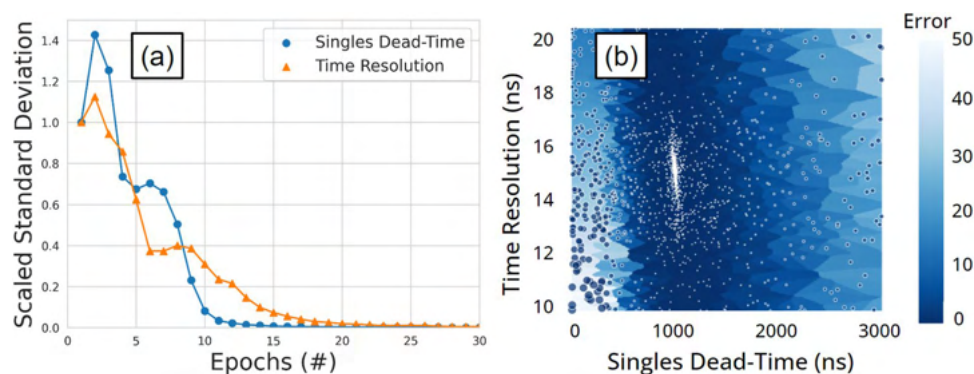 (a)
Singles Dead-Time
Time Resolution
Scaled Standard Deviation
1.4
1.2
1.0
0.8
0.6
0.4
0.2
0.0
0 5 10 15 20 25 30
Epochs (#)
(b)
Time Resolution (ns)
20
18
16
14
12
10
0 1000 2000 3000
Singles Dead-Time (ns)
Error
50
40
30
20
10
0